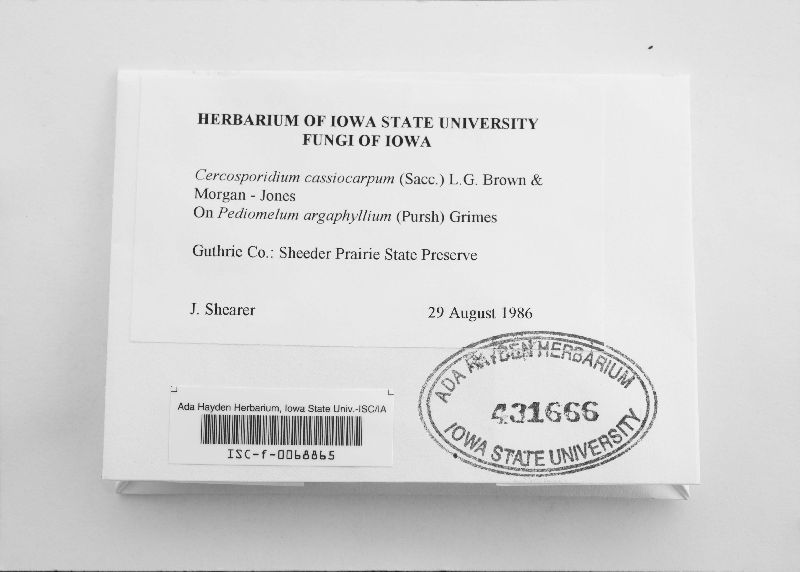 HERBARIUM OF IOWA STATE UNIVERSITY
FUNGI OF IOWA
Cercosporidium cassiocarpum (Sacc.) L.G. Brown &
Morgan - Jones
On Pediomelum argaphyllium (Pursh) Grimes
Guthrie Co.: Sheeder Prairie State Preserve
J. Shearer 29 August 1986
ADA HAYDEN HERBARIUM
431666
IOWA STATE UNIVERSITY
Ada Hayden Herbarium, Iowa State Univ.-ISC/IA
ISC-f-0068865